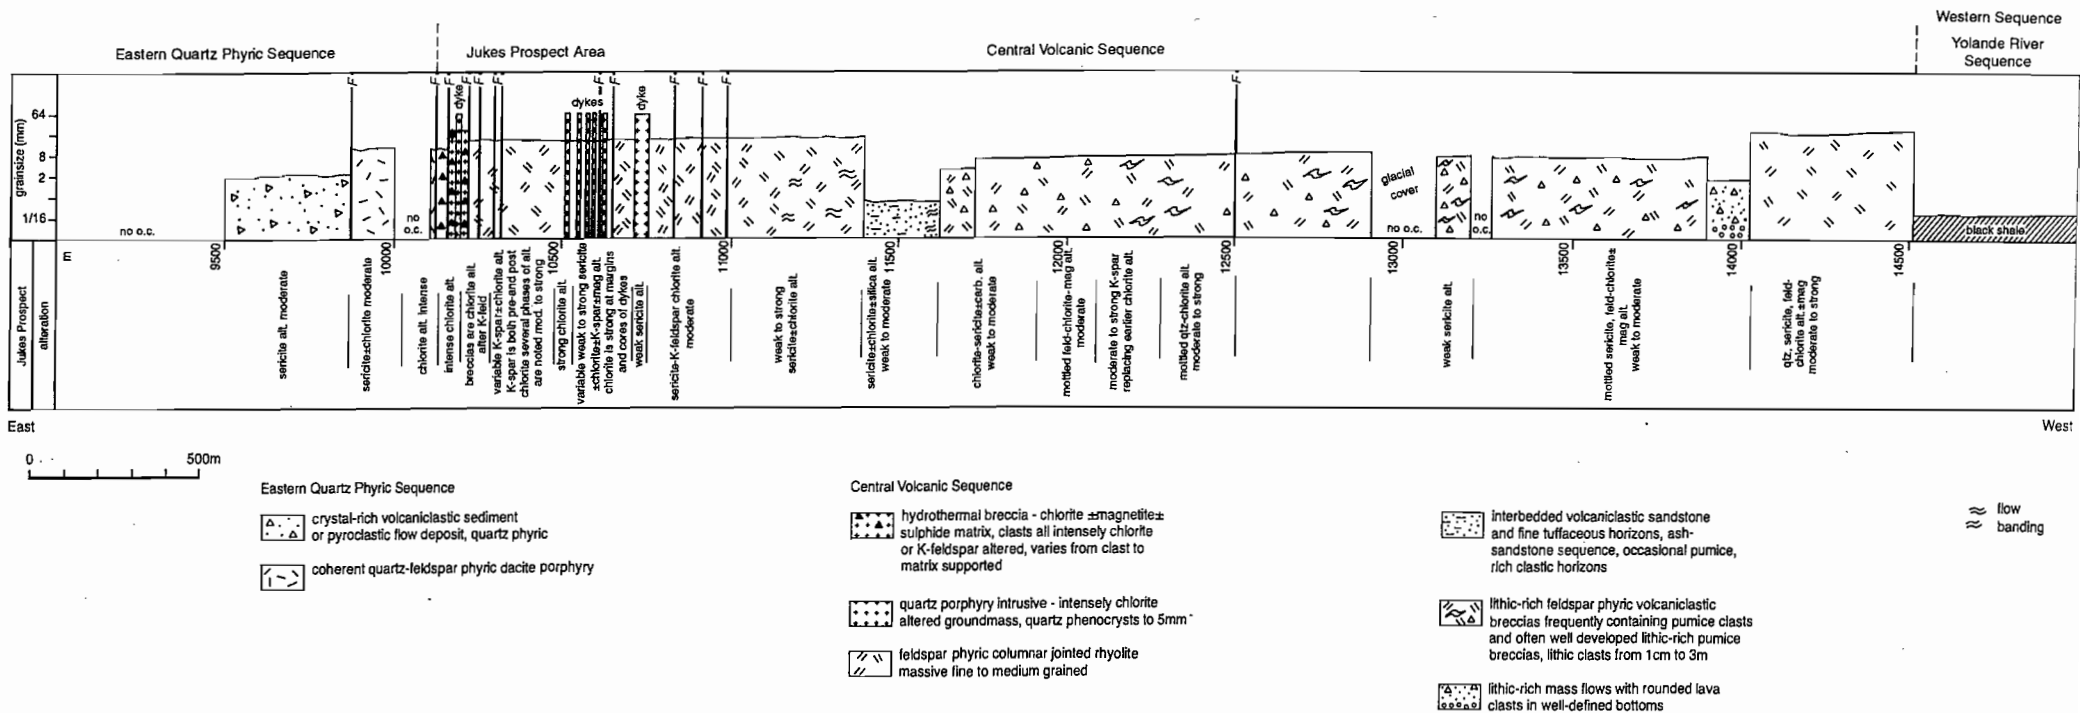 Western Sequence
Eastern Quartz Phyric Sequence
Jukes Prospect Area
Central Volcanic Sequence
Yolande River
Sequence
F
F
F
F
F
F
F
F
F
F
F
F
dyke
dykes
dyke
grainsize (mm)
64
8
2
1/16
no o.c.
no
o.c.
glacial
cover
no o.c.
no
o.c.
black shale
E
9500
10000
10500
11000
11500
12000
12500
13000
13500
14000
14500
Jukes Prospect
alteration
sericite alt. moderate
sericite±chlorite moderate
chlorite alt. intense
intense chlorite alt.
breccias are chlorite alt.
after K-feld
variable K-spar±chlorite alt.
K-spar is both pre-and post
chlorite several phases of alt.
are noted mod. to strong
strong chlorite alt.
variable weak to strong sericite
±chlorite±K-spar±mag alt.
chlorite is strong at margins
and cores of dykes
weak sericite alt.
sericite-K-feldspar chlorite alt.
moderate
weak to strong
sericite±chlorite alt.
sericite±chlorite±silica alt.
weak to moderate
chlorite-sericite±carb. alt.
weak to moderate
mottled feld-chlorite-mag alt.
moderate
moderate to strong K-spar
replacing earlier chlorite alt.
mottled qtz-chlorite alt.
moderate to strong
weak sericite alt.
mottled sericite, feld-chlorite±
mag alt.
weak to moderate
qtz, sericite, feld-
chlorite alt.±mag
moderate to strong
East
West
0
500m
Eastern Quartz Phyric Sequence
crystal-rich volcaniclastic sediment
or pyroclastic flow deposit, quartz phyric
coherent quartz-feldspar phyric dacite porphyry
Central Volcanic Sequence
hydrothermal breccia - chlorite ±magnetite±
sulphide matrix, clasts all intensely chlorite
or K-feldspar altered, varies from clast to
matrix supported
quartz porphyry intrusive - intensely chlorite
altered groundmass, quartz phenocrysts to 5mm
feldspar phyric columnar jointed rhyolite
massive fine to medium grained
interbedded volcaniclastic sandstone
and fine tuffaceous horizons, ash-
sandstone sequence, occasional pumice,
rich clastic horizons
lithic-rich feldspar phyric volcaniclastic
breccias frequently containing pumice clasts
and often well developed lithic-rich pumice
breccias, lithic clasts from 1cm to 3m
lithic-rich mass flows with rounded lava
clasts in well-defined bottoms
flow
banding